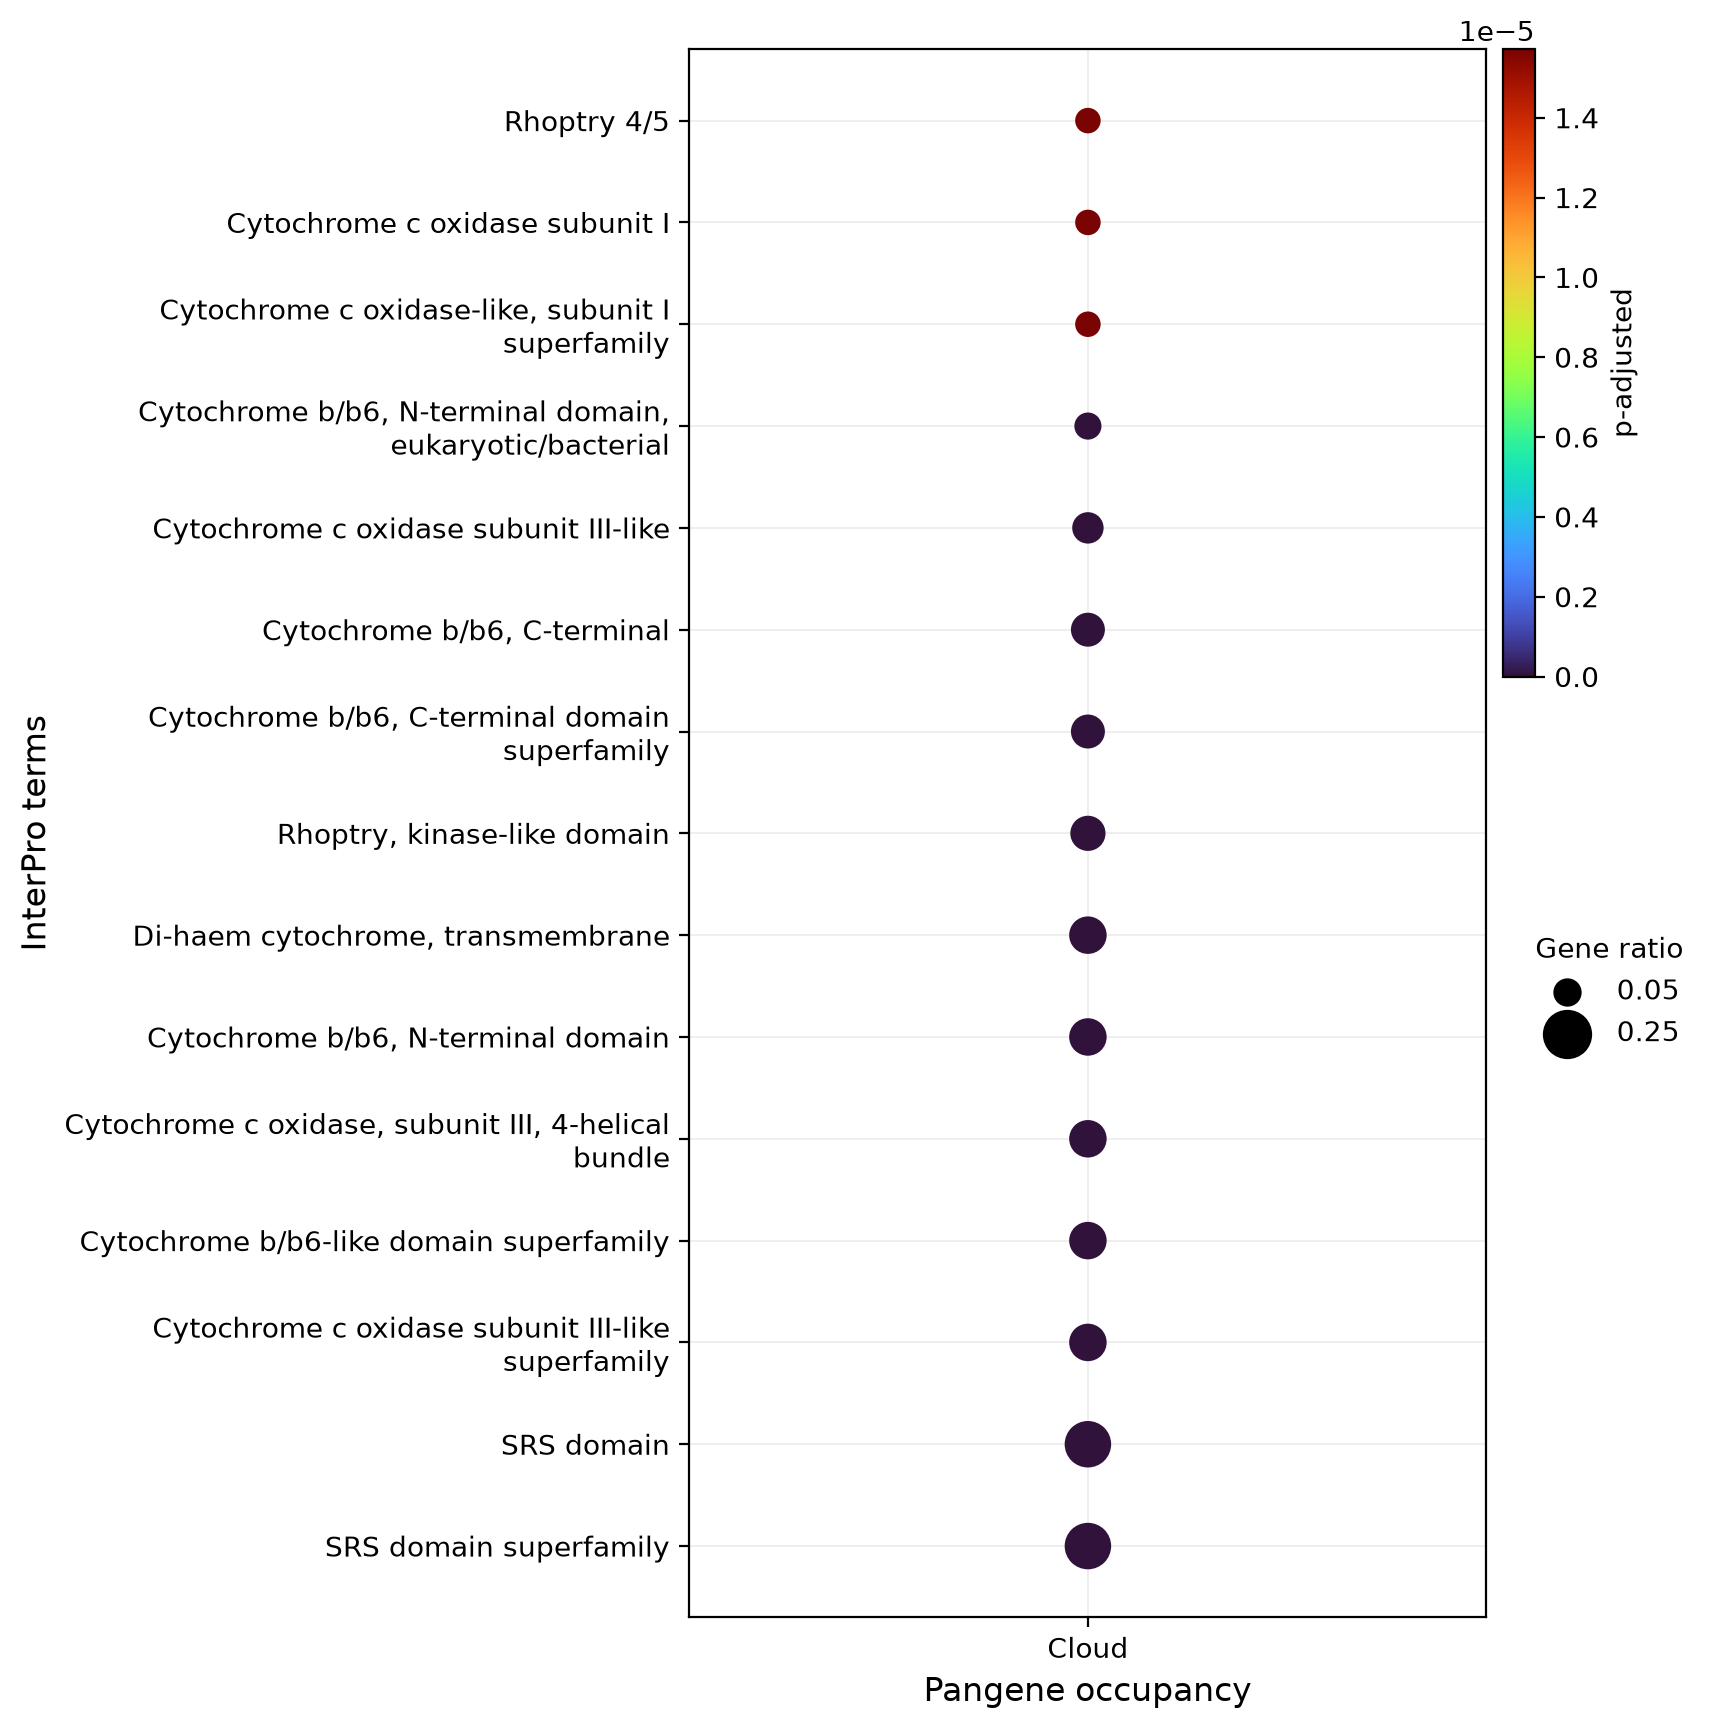 1e−5
Rhoptry 4/5
Cytochrome c oxidase subunit I
Cytochrome c oxidase-like, subunit I
superfamily
Cytochrome b/b6, N-terminal domain,
eukaryotic/bacterial
Cytochrome c oxidase subunit III-like
Cytochrome b/b6, C-terminal
Cytochrome b/b6, C-terminal domain
superfamily
Rhoptry, kinase-like domain
Di-haem cytochrome, transmembrane
Cytochrome b/b6, N-terminal domain
Cytochrome c oxidase, subunit III, 4-helical
bundle
Cytochrome b/b6-like domain superfamily
Cytochrome c oxidase subunit III-like
superfamily
SRS domain
SRS domain superfamily
InterPro terms
Cloud
Pangene occupancy
1.4
1.2
1.0
0.8
0.6
0.4
0.2
0.0
p-adjusted
Gene ratio
0.05
0.25